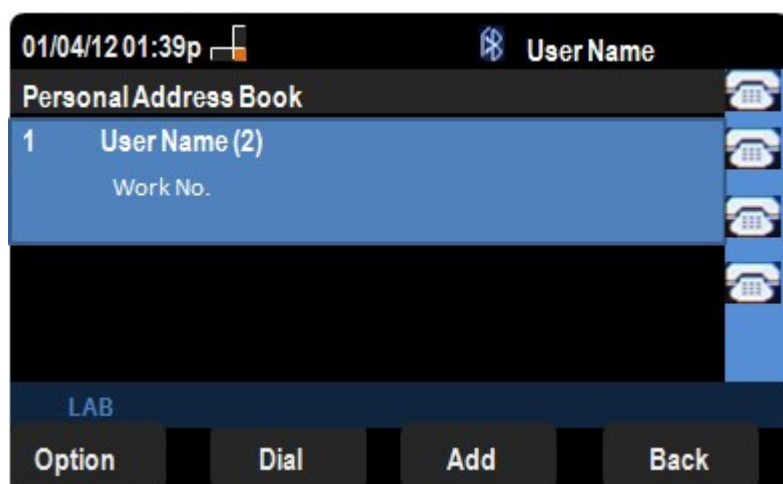 01/04/12 01:39p User Name
Personal Address Book
1 User Name (2)
Work No.
LAB
Option Dial Add Back